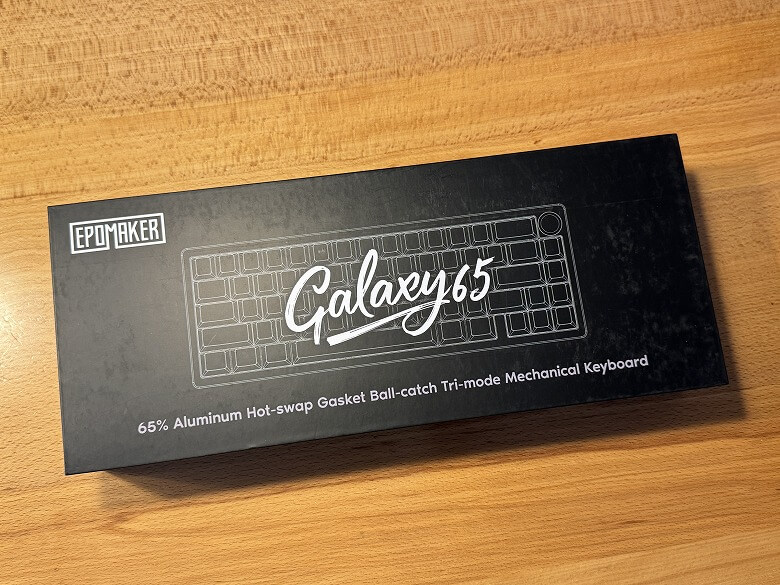 EPOMAKER
Galaxy65
65% Aluminum Hot-swap Gasket Ball-catch Tri-mode Mechanical Keyboard